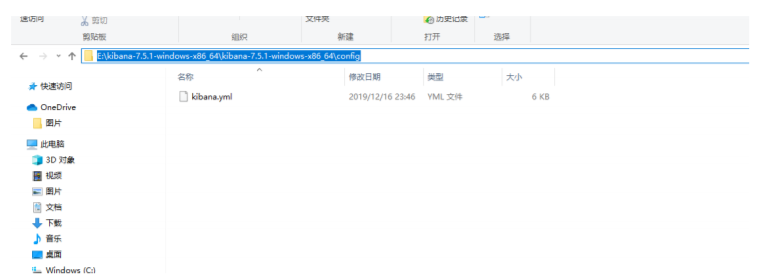 速访问 剪切 文件夹 历史记录
剪贴板 组织 新建 打开 选择
E:\kibana-7.5.1-windows-x86_64\kibana-7.5.1-windows-x86_64\config
名称 修改日期 类型 大小
快速访问
kibana.yml 2019/12/16 23:46 YML 文件 6 KB
OneDrive
图片
此电脑
3D 对象
视频
图片
文档
下载
音乐
桌面
Windows (C:)